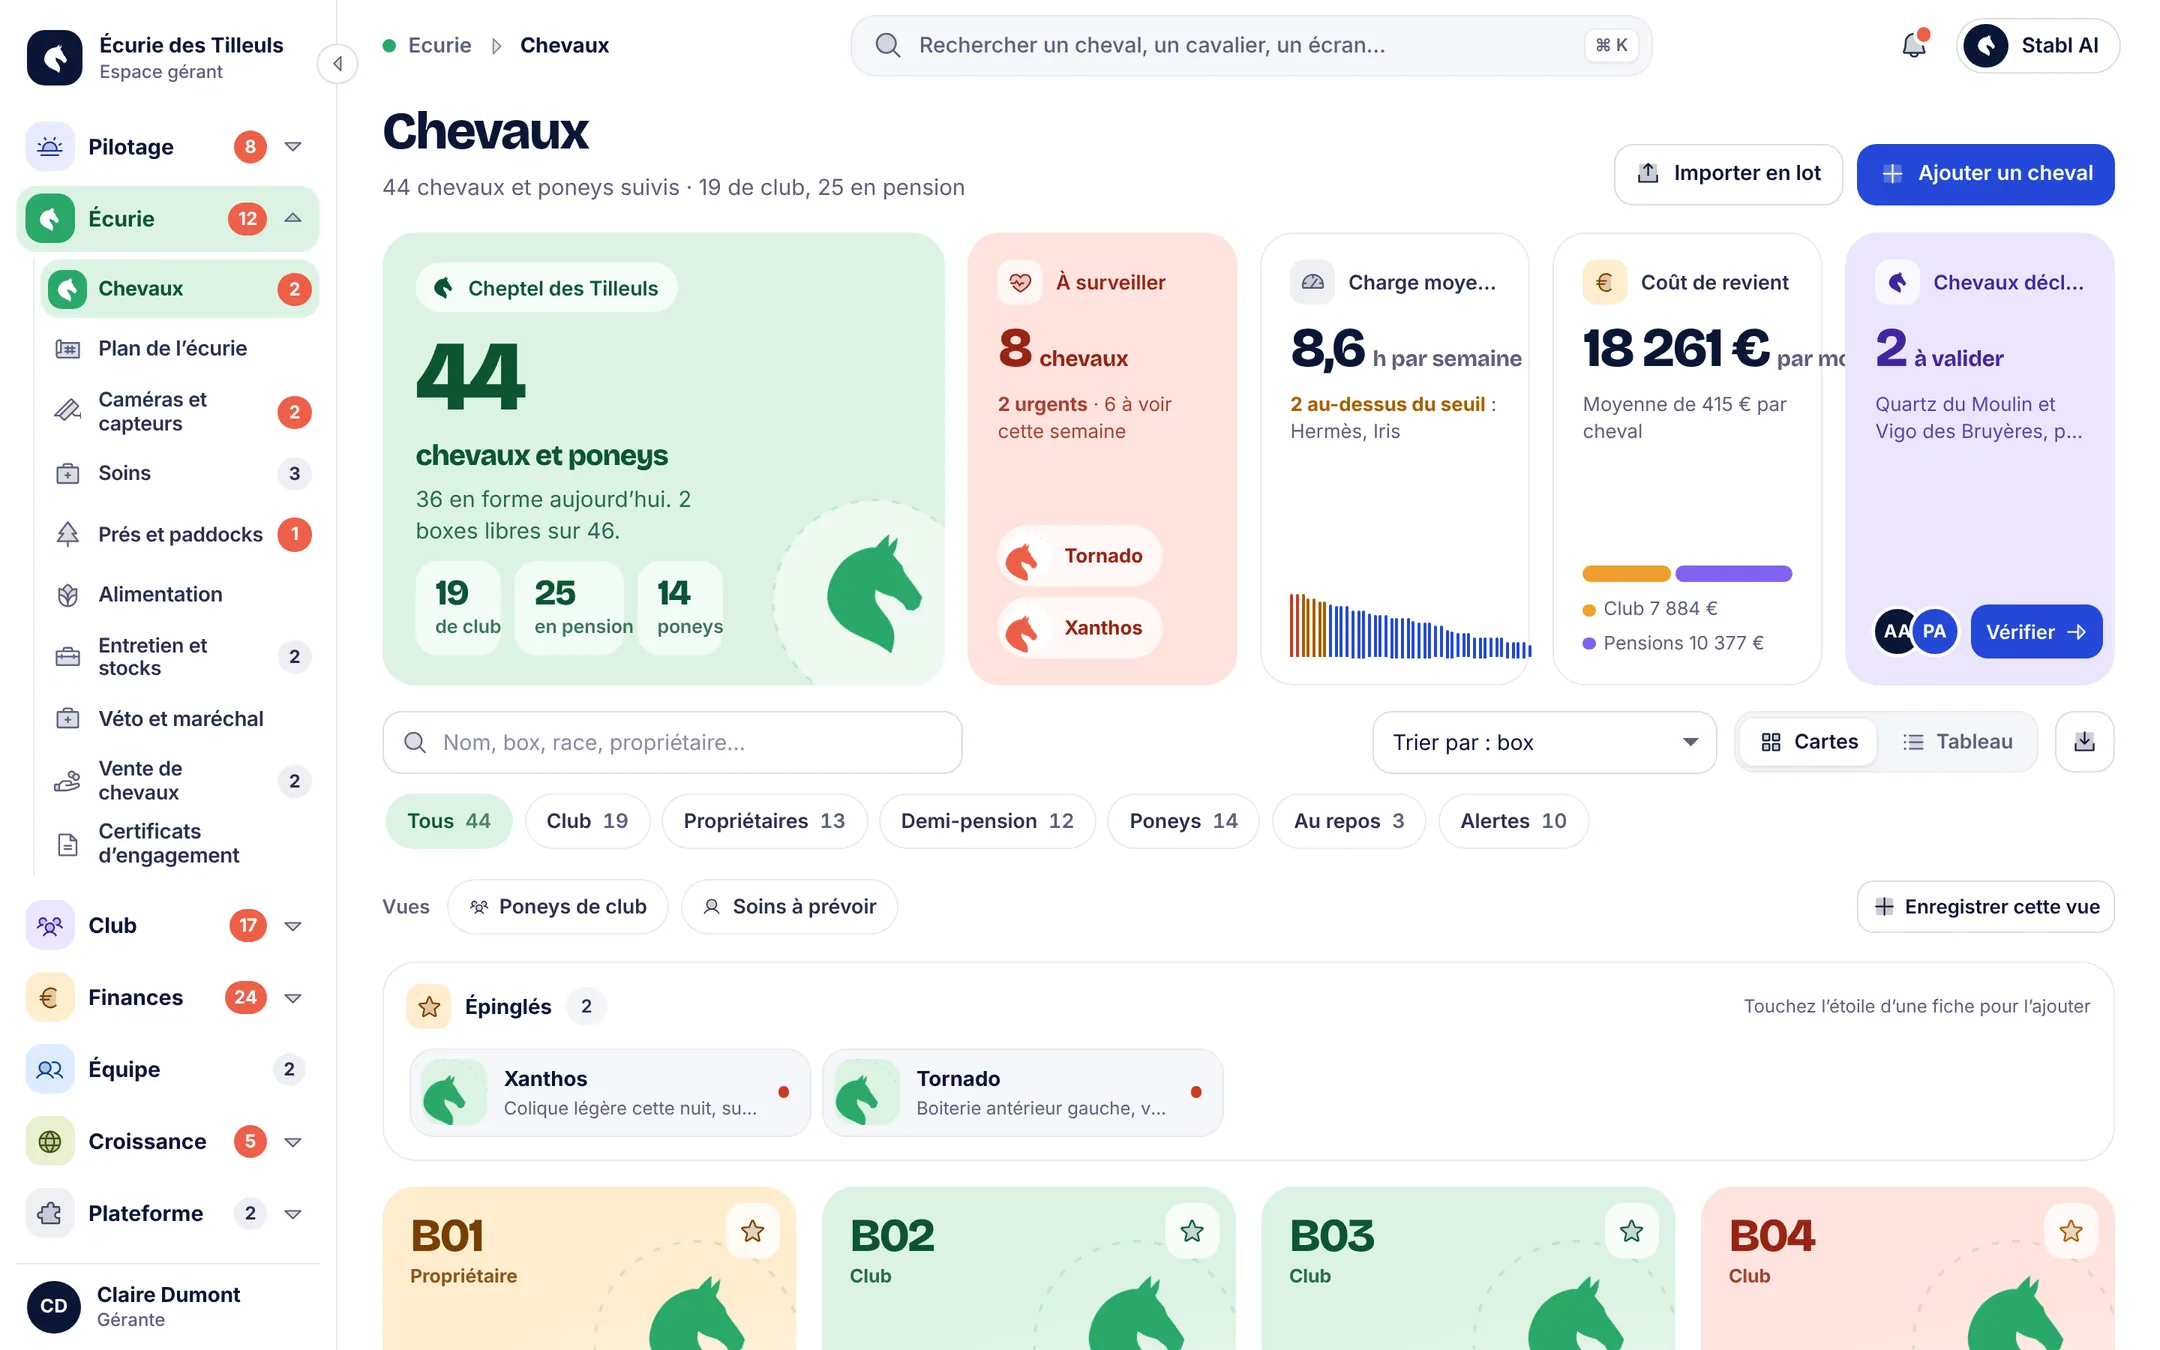 Écurie des Tilleuls
Espace gérant
Pilotage 8
Écurie 12
Chevaux 2
Plan de l’écurie
Caméras et
capteurs 2
Soins 3
Prés et paddocks 1
Alimentation
Entretien et
stocks 2
Véto et maréchal
Vente de
chevaux 2
Certificats
d’engagement
Club 17
Finances 24
Équipe 2
Croissance 5
Plateforme 2
CD
Claire Dumont
Gérante
Ecurie Chevaux
Rechercher un cheval, un cavalier, un écran...
⌘ K
Stabl AI
Chevaux
44 chevaux et poneys suivis · 19 de club, 25 en pension
Importer en lot
Ajouter un cheval
Cheptel des Tilleuls
44
chevaux et poneys
36 en forme aujourd’hui. 2
boxes libres sur 46.
19
de club
25
en pension
14
poneys
À surveiller
8 chevaux
2 urgents · 6 à voir
cette semaine
Tornado
Xanthos
Charge moye...
8,6 h par semaine
2 au-dessus du seuil :
Hermès, Iris
Coût de revient
18 261 € par mo
Moyenne de 415 € par
cheval
Club 7 884 €
Pensions 10 377 €
Chevaux décl...
2 à valider
Quartz du Moulin et
Vigo des Bruyères, p...
AA PA
Vérifier
Nom, box, race, propriétaire...
Trier par : box
Cartes
Tableau
Tous 44
Club 19
Propriétaires 13
Demi-pension 12
Poneys 14
Au repos 3
Alertes 10
Vues
Poneys de club
Soins à prévoir
Enregistrer cette vue
Épinglés 2
Touchez l’étoile d’une fiche pour l’ajouter
Xanthos
Colique légère cette nuit, su...
Tornado
Boiterie antérieur gauche, v...
B01
Propriétaire
B02
Club
B03
Club
B04
Club